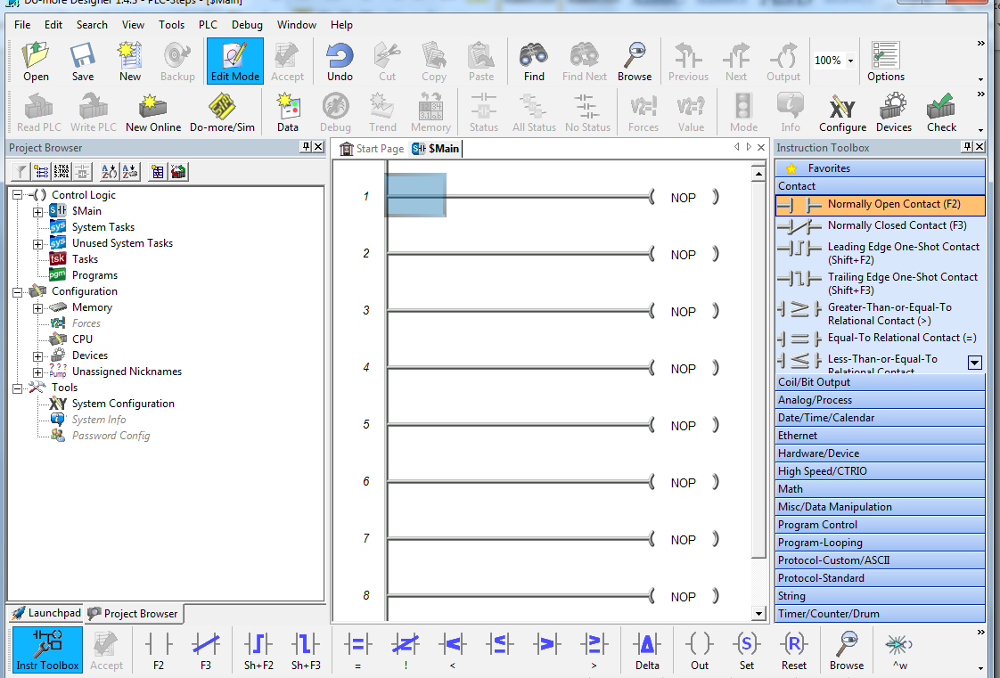 Do-more Designer 1.4.3 - PLC-Steps - [$Main]
File Edit Search View Tools PLC Debug Window Help
Open Save New Backup Edit Mode Accept Undo Cut Copy Paste Find Find Next Browse Previous Next Output 100% Options
Read PLC Write PLC New Online Do-more/Sim Data Debug Trend Memory Status All Status No Status Forces Value Mode Info Configure Devices Check
Project Browser
Control Logic
$Main
System Tasks
Unused System Tasks
Tasks
Programs
Configuration
Memory
Forces
CPU
Devices
Unassigned Nicknames
Tools
System Configuration
System Info
Password Config
Launchpad Project Browser
Start Page $Main
1 NOP
2 NOP
3 NOP
4 NOP
5 NOP
6 NOP
7 NOP
8 NOP
Instruction Toolbox
Favorites
Contact
Normally Open Contact (F2)
Normally Closed Contact (F3)
Leading Edge One-Shot Contact
(Shift+F2)
Trailing Edge One-Shot Contact
(Shift+F3)
Greater-Than-or-Equal-To
Relational Contact (>)
Equal-To Relational Contact (=)
Less-Than-or-Equal-To
Relational Contact
Coil/Bit Output
Analog/Process
Date/Time/Calendar
Ethernet
Hardware/Device
High Speed/CTRIO
Math
Misc/Data Manipulation
Program Control
Program-Looping
Protocol-Custom/ASCII
Protocol-Standard
String
Timer/Counter/Drum
Instr Toolbox Accept F2 F3 Sh+F2 Sh+F3 = ! < > Delta Out Set Reset Browse ^w